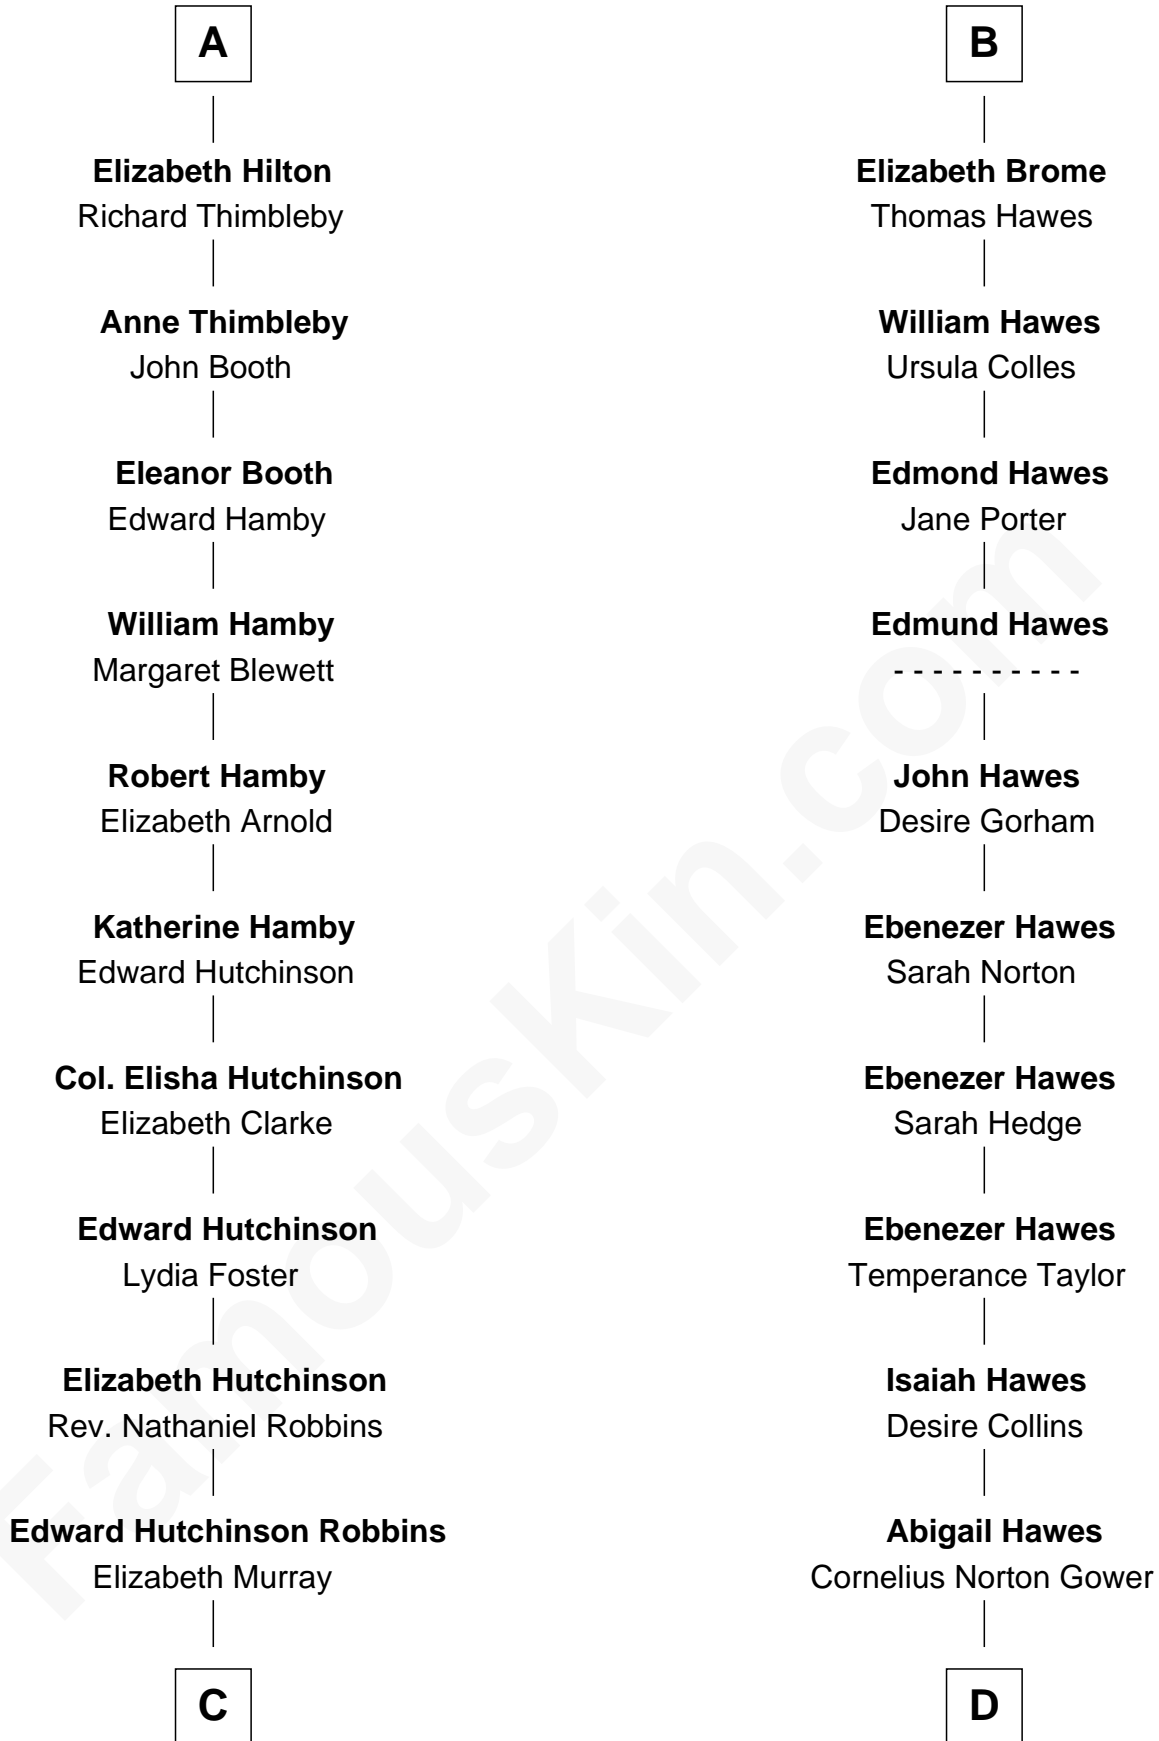 A
Elizabeth Hilton
Richard Thimbleby
Anne Thimbleby
John Booth
Eleanor Booth
Edward Hamby
William Hamby
Margaret Blewett
Robert Hamby
Elizabeth Arnold
Katherine Hamby
Edward Hutchinson
Col. Elisha Hutchinson
Elizabeth Clarke
Edward Hutchinson
Lydia Foster
Elizabeth Hutchinson
Rev. Nathaniel Robbins
Edward Hutchinson Robbins
Elizabeth Murray
C
B
Elizabeth Brome
Thomas Hawes
William Hawes
Ursula Colles
Edmond Hawes
Jane Porter
Edmund Hawes
- - - - - - - - - -
John Hawes
Desire Gorham
Ebenezer Hawes
Sarah Norton
Ebenezer Hawes
Sarah Hedge
Ebenezer Hawes
Temperance Taylor
Isaiah Hawes
Desire Collins
Abigail Hawes
Cornelius Norton Gower
D
FamousKin.com